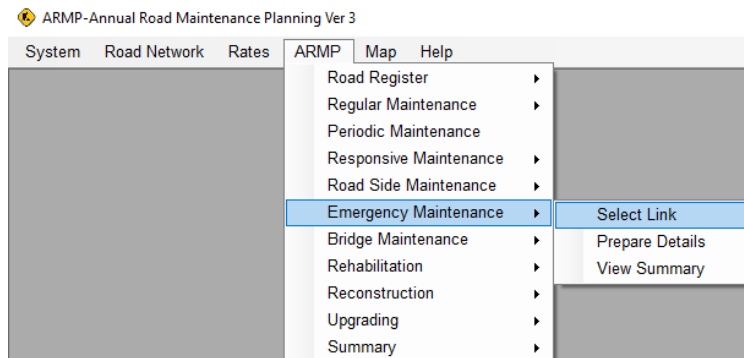 ARMP-Annual Road Maintenance Planning Ver 3
System Road Network Rates ARMP Map Help
Road Register
Regular Maintenance
Periodic Maintenance
Responsive Maintenance
Road Side Maintenance
Emergency Maintenance
Select Link
Bridge Maintenance
Prepare Details
Rehabilitation
View Summary
Reconstruction
Upgrading
Summary